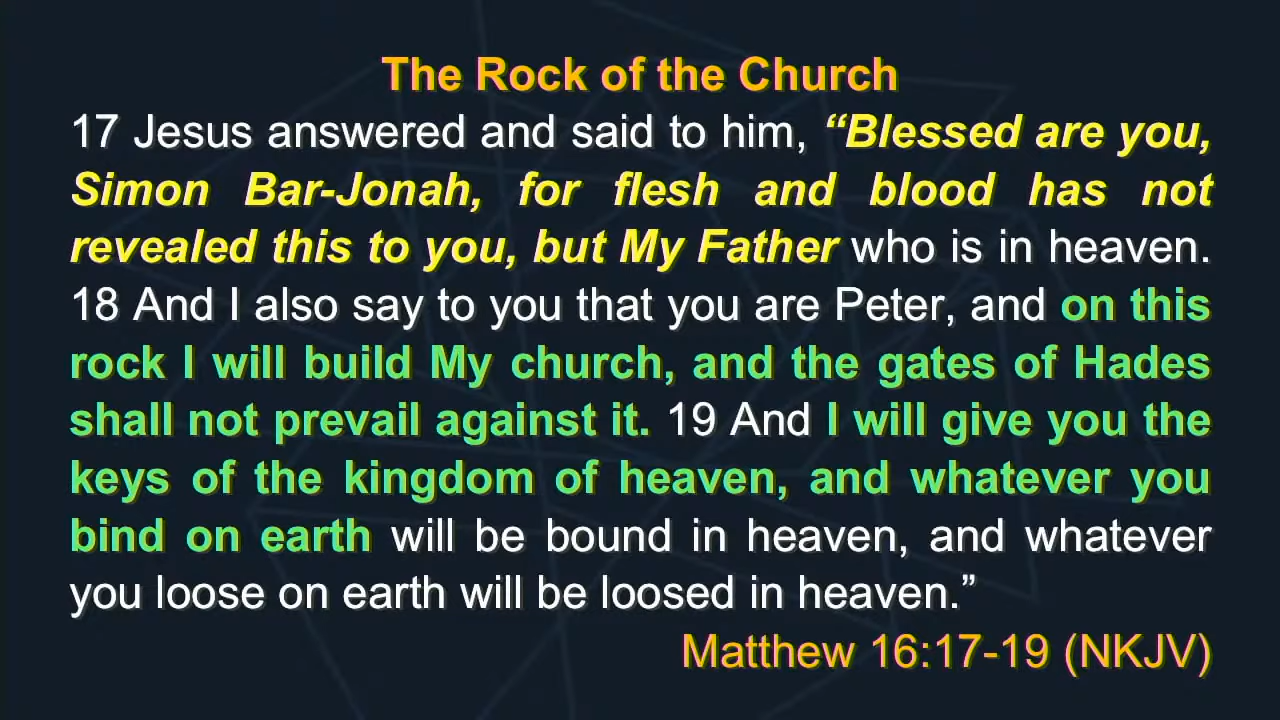 The Rock of the Church
17 Jesus answered and said to him, “Blessed are you,
Simon Bar-Jonah, for flesh and blood has not
revealed this to you, but My Father who is in heaven.
18 And I also say to you that you are Peter, and on this
rock I will build My church, and the gates of Hades
shall not prevail against it. 19 And I will give you the
keys of the kingdom of heaven, and whatever you
bind on earth will be bound in heaven, and whatever
you loose on earth will be loosed in heaven.”
Matthew 16:17-19 (NKJV)